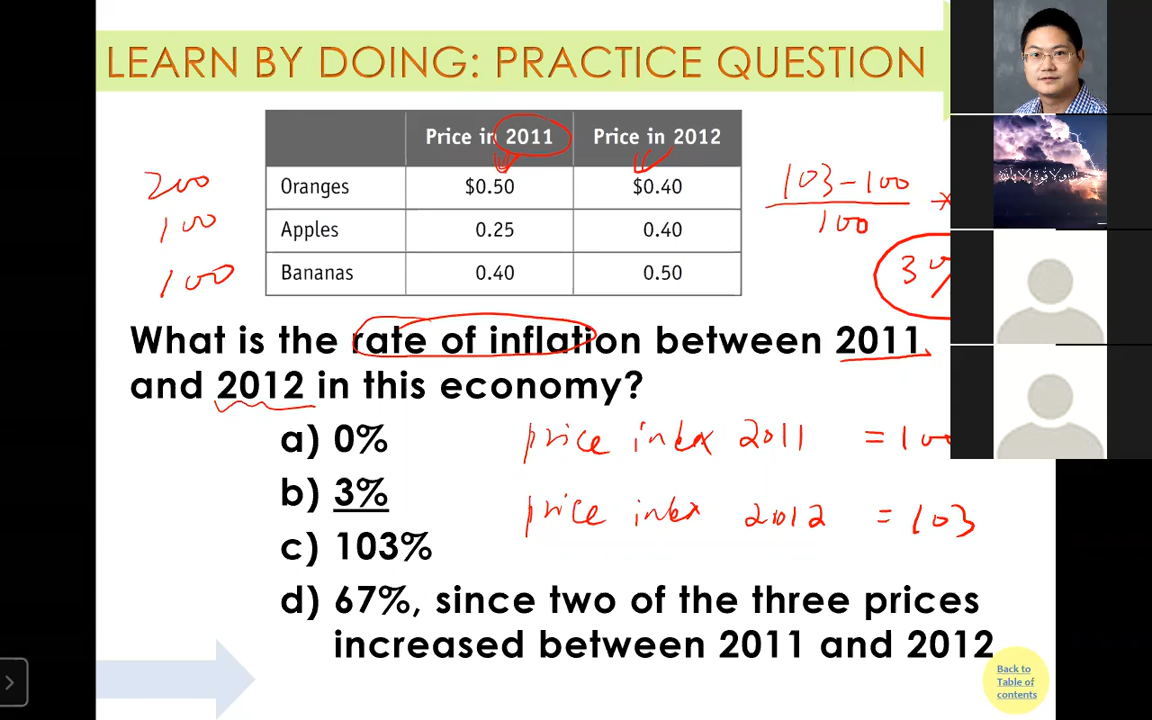 LEARN BY DOING: PRACTICE QUESTION
Price in 2011 Price in 2012
200 Oranges $0.50 $0.40
100 Apples 0.25 0.40
100 Bananas 0.40 0.50
103-100
100
3%
What is the rate of inflation between 2011
and 2012 in this economy?
a) 0%
price index 2011 = 100
b) 3%
price index 2012 = 103
c) 103%
d) 67%, since two of the three prices
increased between 2011 and 2012
Back to
Table of
contents